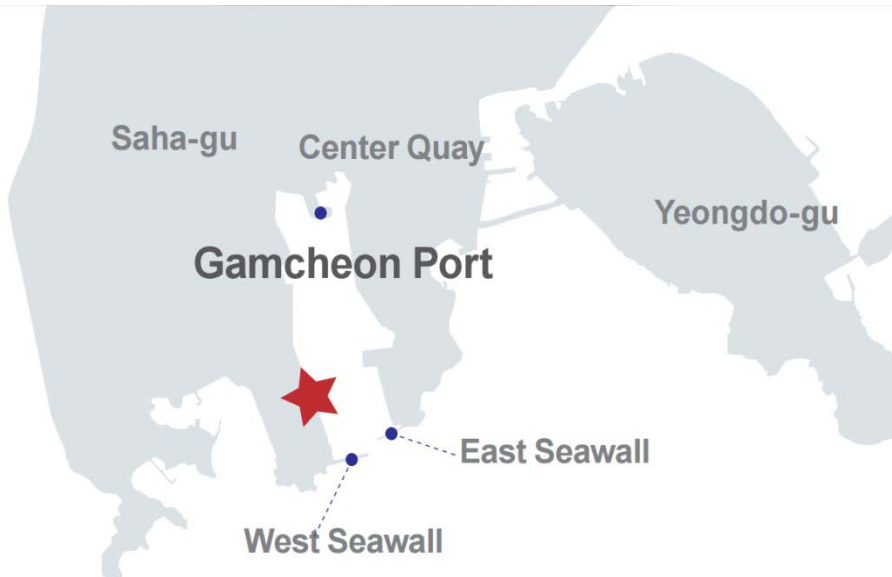 Saha-gu
Center Quay
Yeongdo-gu
Gamcheon Port
East Seawall
West Seawall